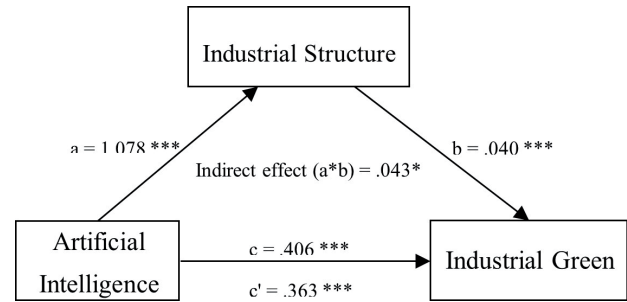 Industrial Structure
a = 1.078 ***
b = .040 ***
Indirect effect (a*b) = .043*
Artificial
Intelligence
c = .406 ***
c' = .363 ***
Industrial Green